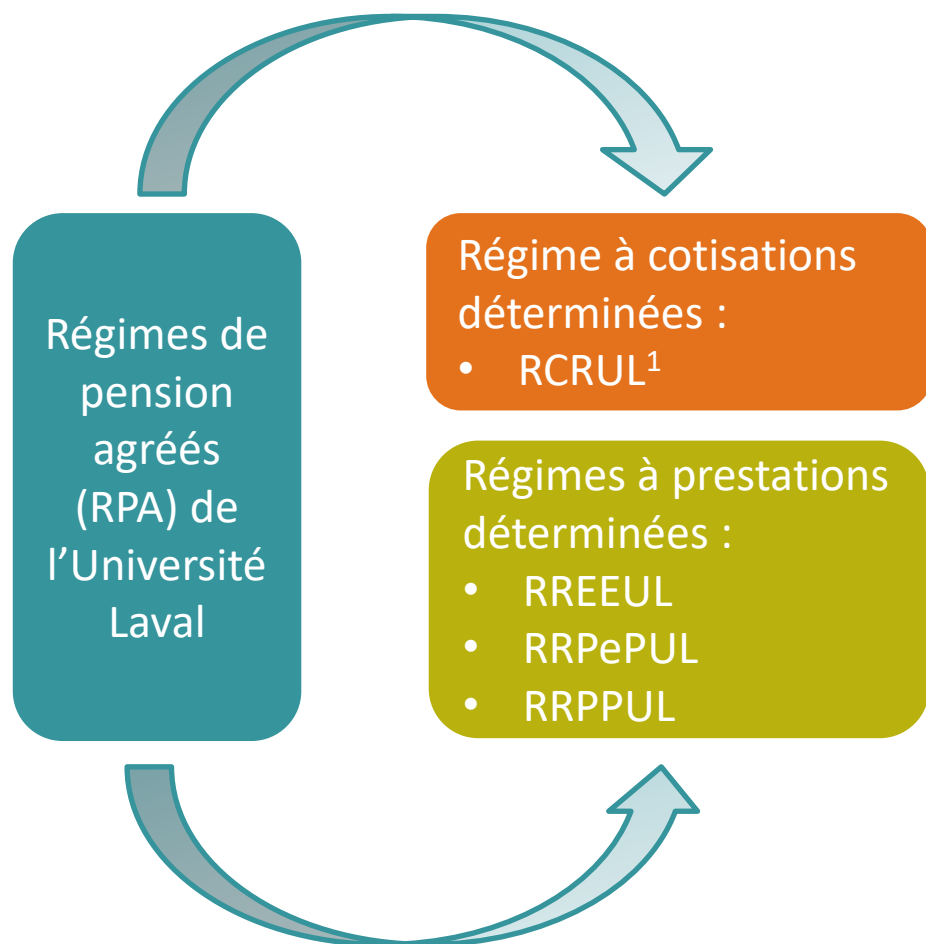 Régimes de
pension
agréés
(RPA) de
l’Université
Laval
Régime à cotisations
déterminées :
• RCRUL¹
Régimes à prestations
déterminées :
• RREEUL
• RRPePUL
• RRPPUL